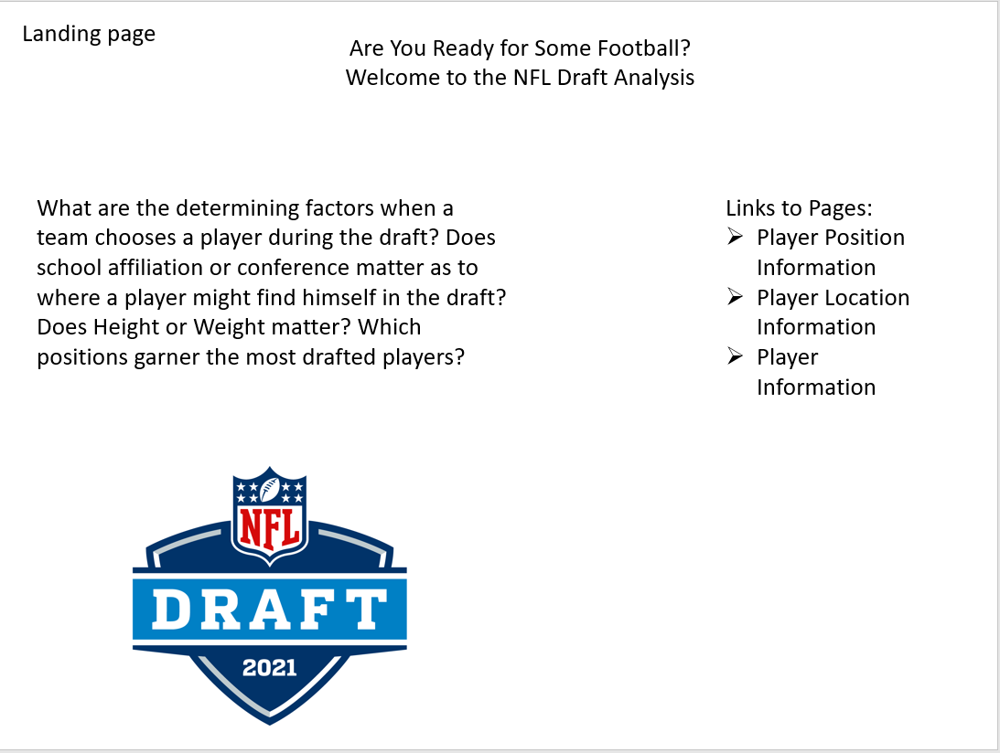 Landing page
Are You Ready for Some Football?
Welcome to the NFL Draft Analysis
What are the determining factors when a
team chooses a player during the draft? Does
school affiliation or conference matter as to
where a player might find himself in the draft?
Does Height or Weight matter? Which
positions garner the most drafted players?
Links to Pages:
Player Position
Information
Player Location
Information
Player
Information
NFL
DRAFT
2021